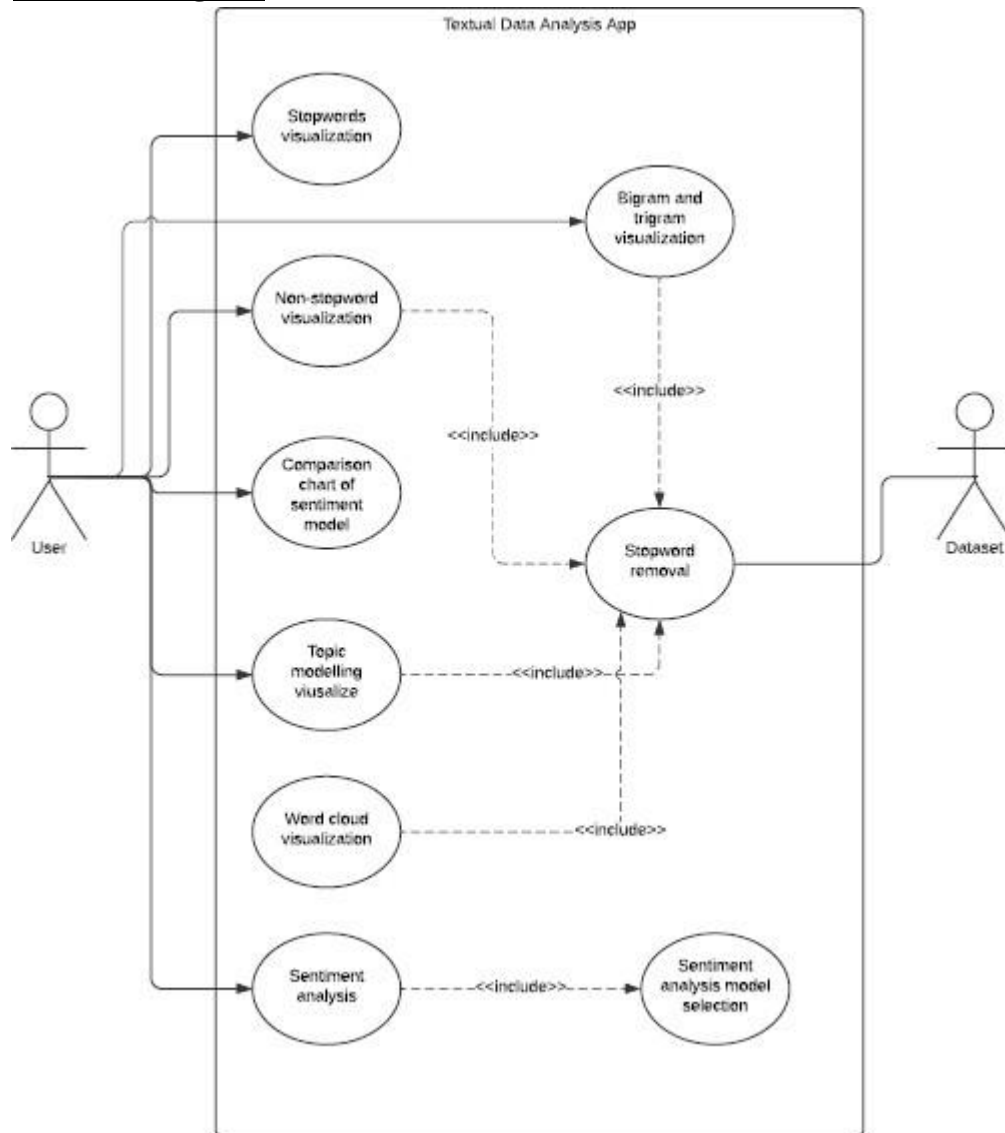 Textual Data Analysis App
Stopwords
visualization
Bigram and
trigram
visualization
Non-stopword
visualization
<<include>>
<<include>>
Comparison
chart of
sentiment
model
User
Stopword
removal
Dataset
Topic
modelling
viusalize
<<include>>
Word cloud
visualization
<<include>>
Sentiment
analysis
<<include>>
Sentiment
analysis model
selection